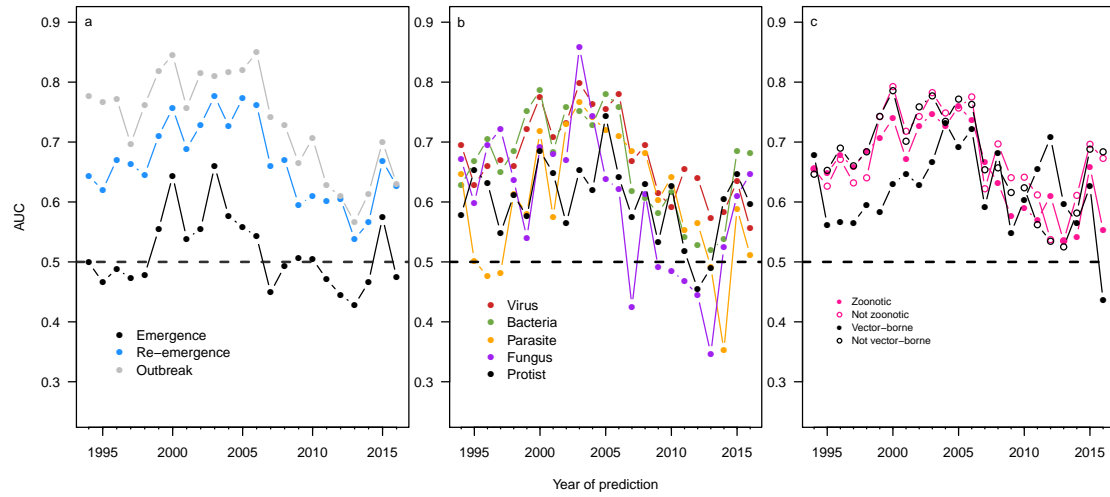 a
b
c
0.9
0.8
0.7
0.6
0.5
0.4
0.3
AUC
Emergence
Re−emergence
Outbreak
1995
2000
2005
2010
2015
0.9
0.8
0.7
0.6
0.5
0.4
0.3
Virus
Bacteria
Parasite
Fungus
Protist
1995
2000
2005
2010
2015
0.9
0.8
0.7
0.6
0.5
0.4
0.3
Zoonotic
Not zoonotic
Vector−borne
Not vector−borne
1995
2000
2005
2010
2015
Year of prediction